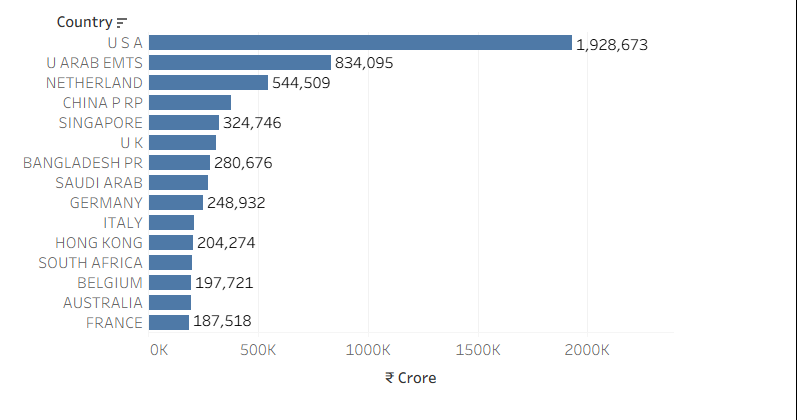 Country
U S A 1,928,673
U ARAB EMTS 834,095
NETHERLAND 544,509
CHINA P RP
SINGAPORE 324,746
U K
BANGLADESH PR 280,676
SAUDI ARAB
GERMANY 248,932
ITALY
HONG KONG 204,274
SOUTH AFRICA
BELGIUM 197,721
AUSTRALIA
FRANCE 187,518
0K 500K 1000K 1500K 2000K
₹ Crore